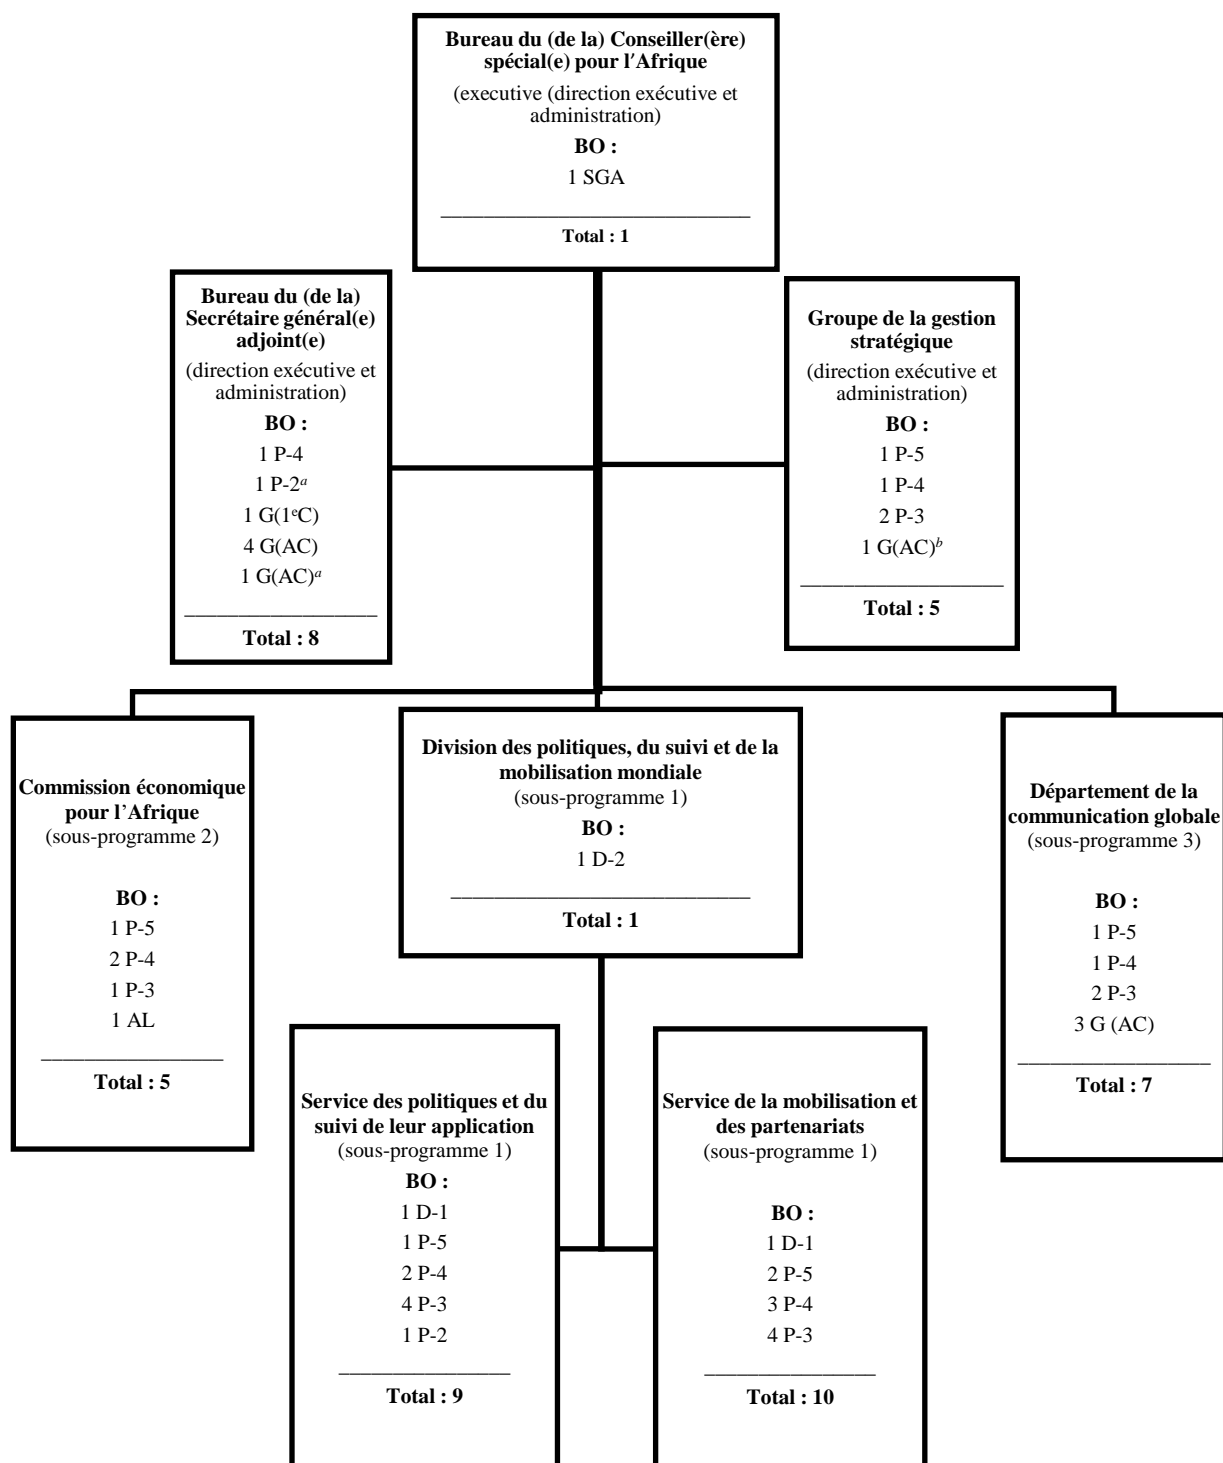 Bureau du (de la) Conseiller(ère)
spécial(e) pour l'Afrique
(executive (direction exécutive et
administration)
BO :
1 SGA
Total : 1
Bureau du (de la)
Secrétaire général(e)
adjoint(e)
(direction exécutive et
administration)
BO :
1 P-4
1 P-2ᵃ
1 G(1ᵉC)
4 G(AC)
1 G(AC)ᵃ
Total : 8
Groupe de la gestion
stratégique
(direction exécutive et
administration)
BO :
1 P-5
1 P-4
2 P-3
1 G(AC)ᵇ
Total : 5
Commission économique
pour l'Afrique
(sous-programme 2)
BO :
1 P-5
2 P-4
1 P-3
1 AL
Total : 5
Division des politiques, du suivi et de la
mobilisation mondiale
(sous-programme 1)
BO :
1 D-2
Total : 1
Département de la
communication globale
(sous-programme 3)
BO :
1 P-5
1 P-4
2 P-3
3 G (AC)
Total : 7
Service des politiques et du
suivi de leur application
(sous-programme 1)
BO :
1 D-1
1 P-5
2 P-4
4 P-3
1 P-2
Total : 9
Service de la mobilisation et
des partenariats
(sous-programme 1)
BO :
1 D-1
2 P-5
3 P-4
4 P-3
Total : 10